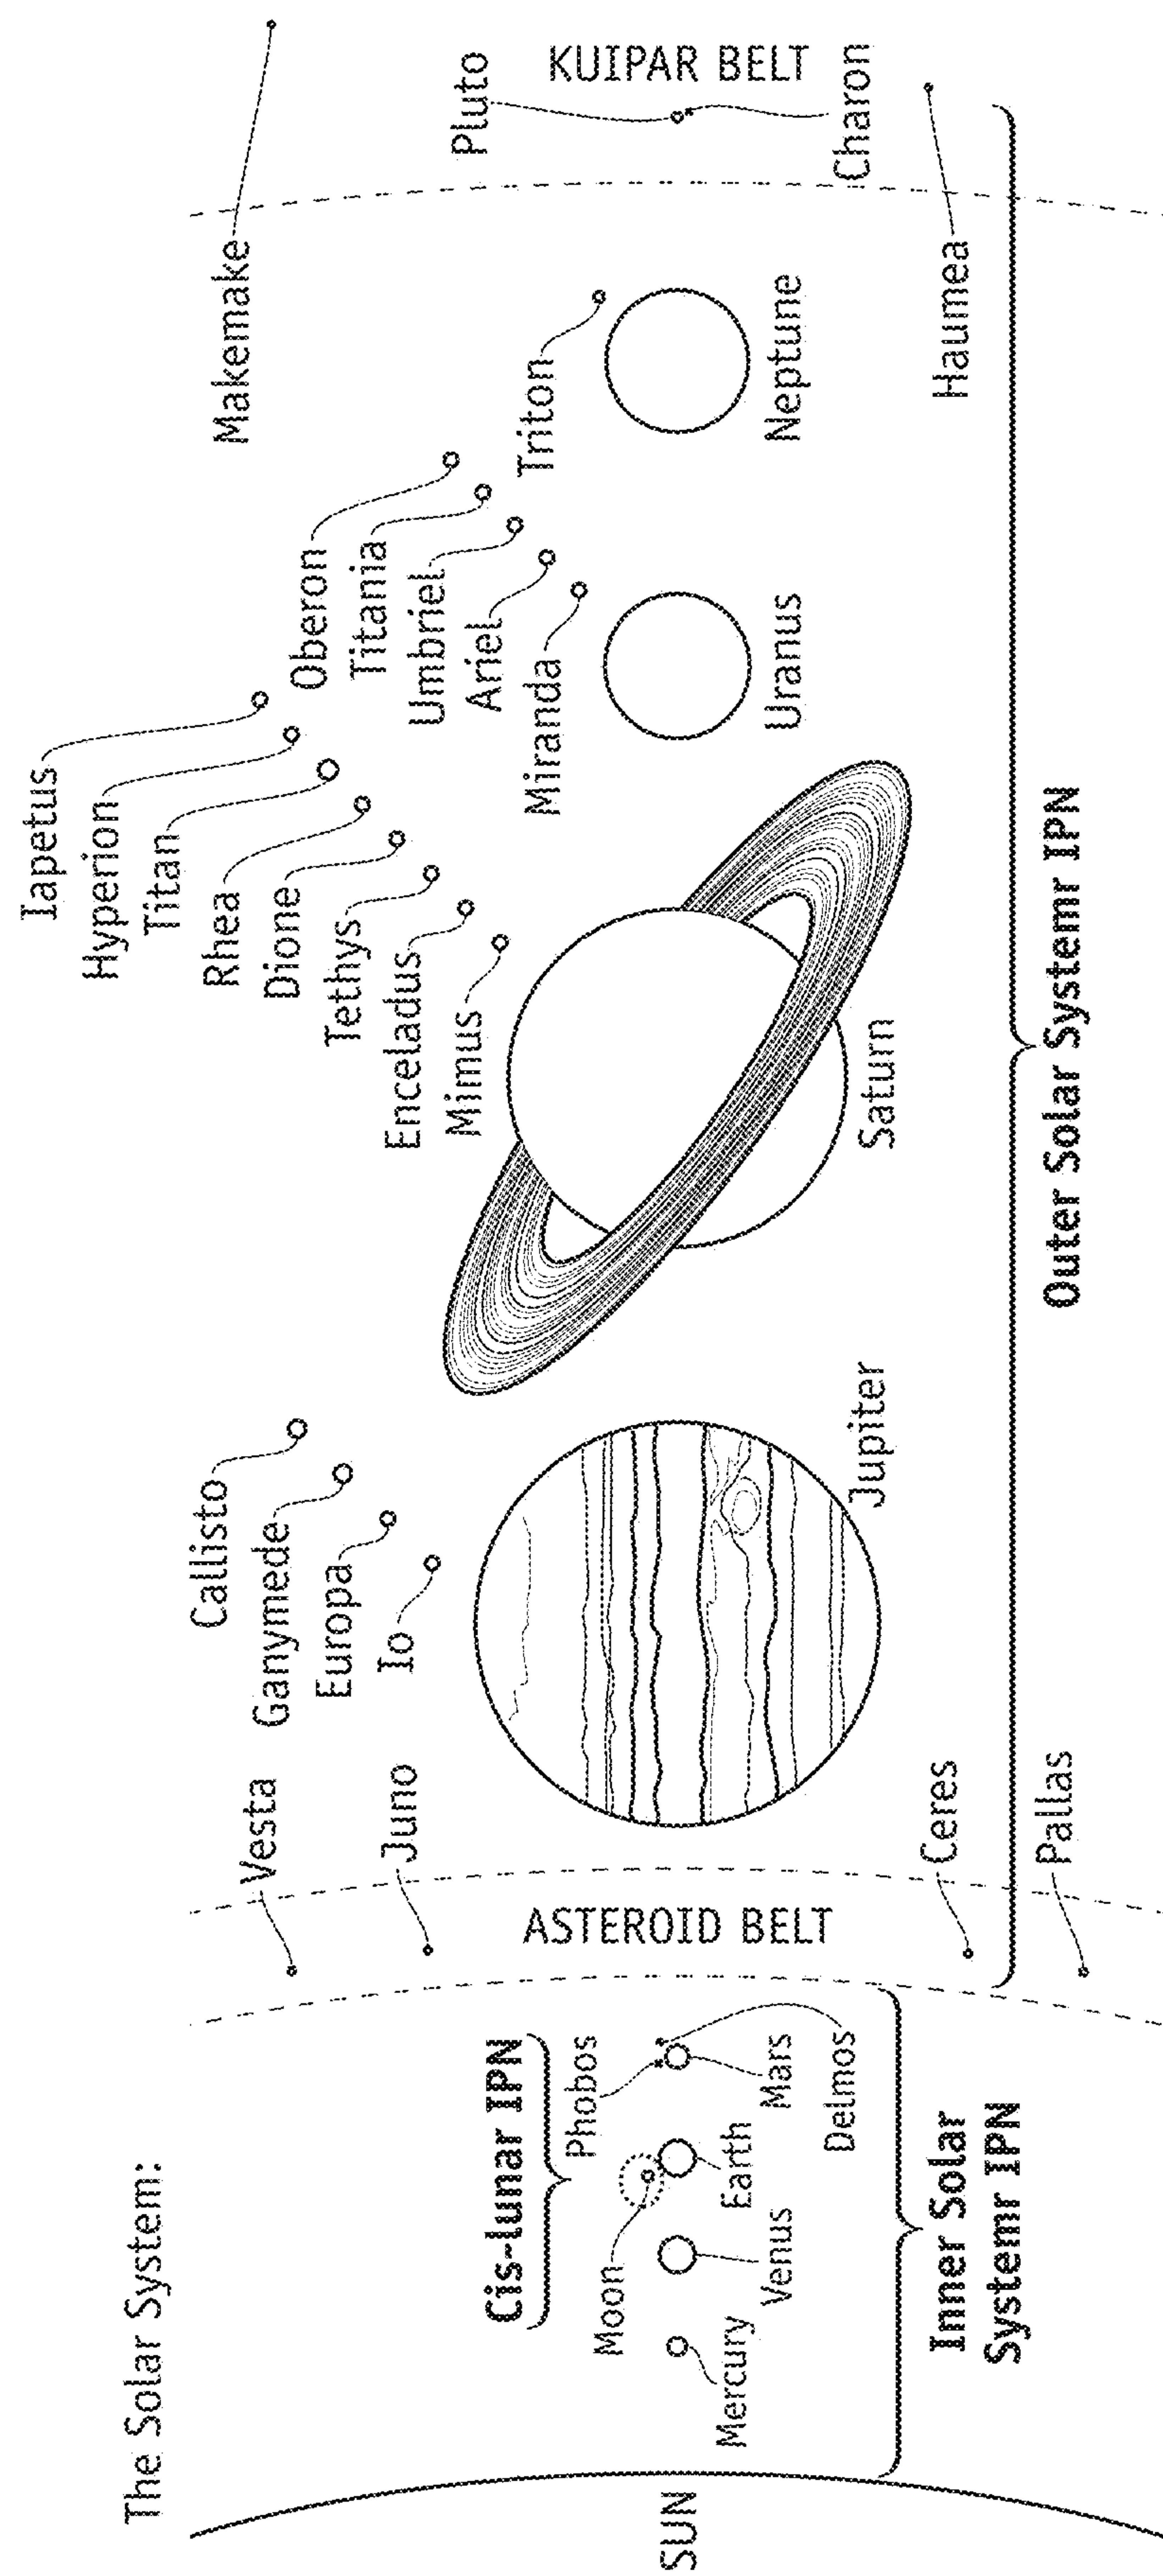 The Solar System:
SUN
Mercury
Venus
Earth
Moon
Mars
Phobos
Delmos
Cis-lunar IPN
Inner Solar
Systemr IPN
ASTEROID BELT
Vesta
Juno
Ceres
Pallas
Callisto
Ganymede
Europa
Io
Jupiter
Iapetus
Hyperion
Titan
Rhea
Dione
Tethys
Enceladus
Mimus
Saturn
Oberon
Titania
Umbriel
Ariel
Miranda
Uranus
Triton
Neptune
Makemake
Pluto
KUIPAR BELT
Charon
Haumea
Outer Solar Systemr IPN